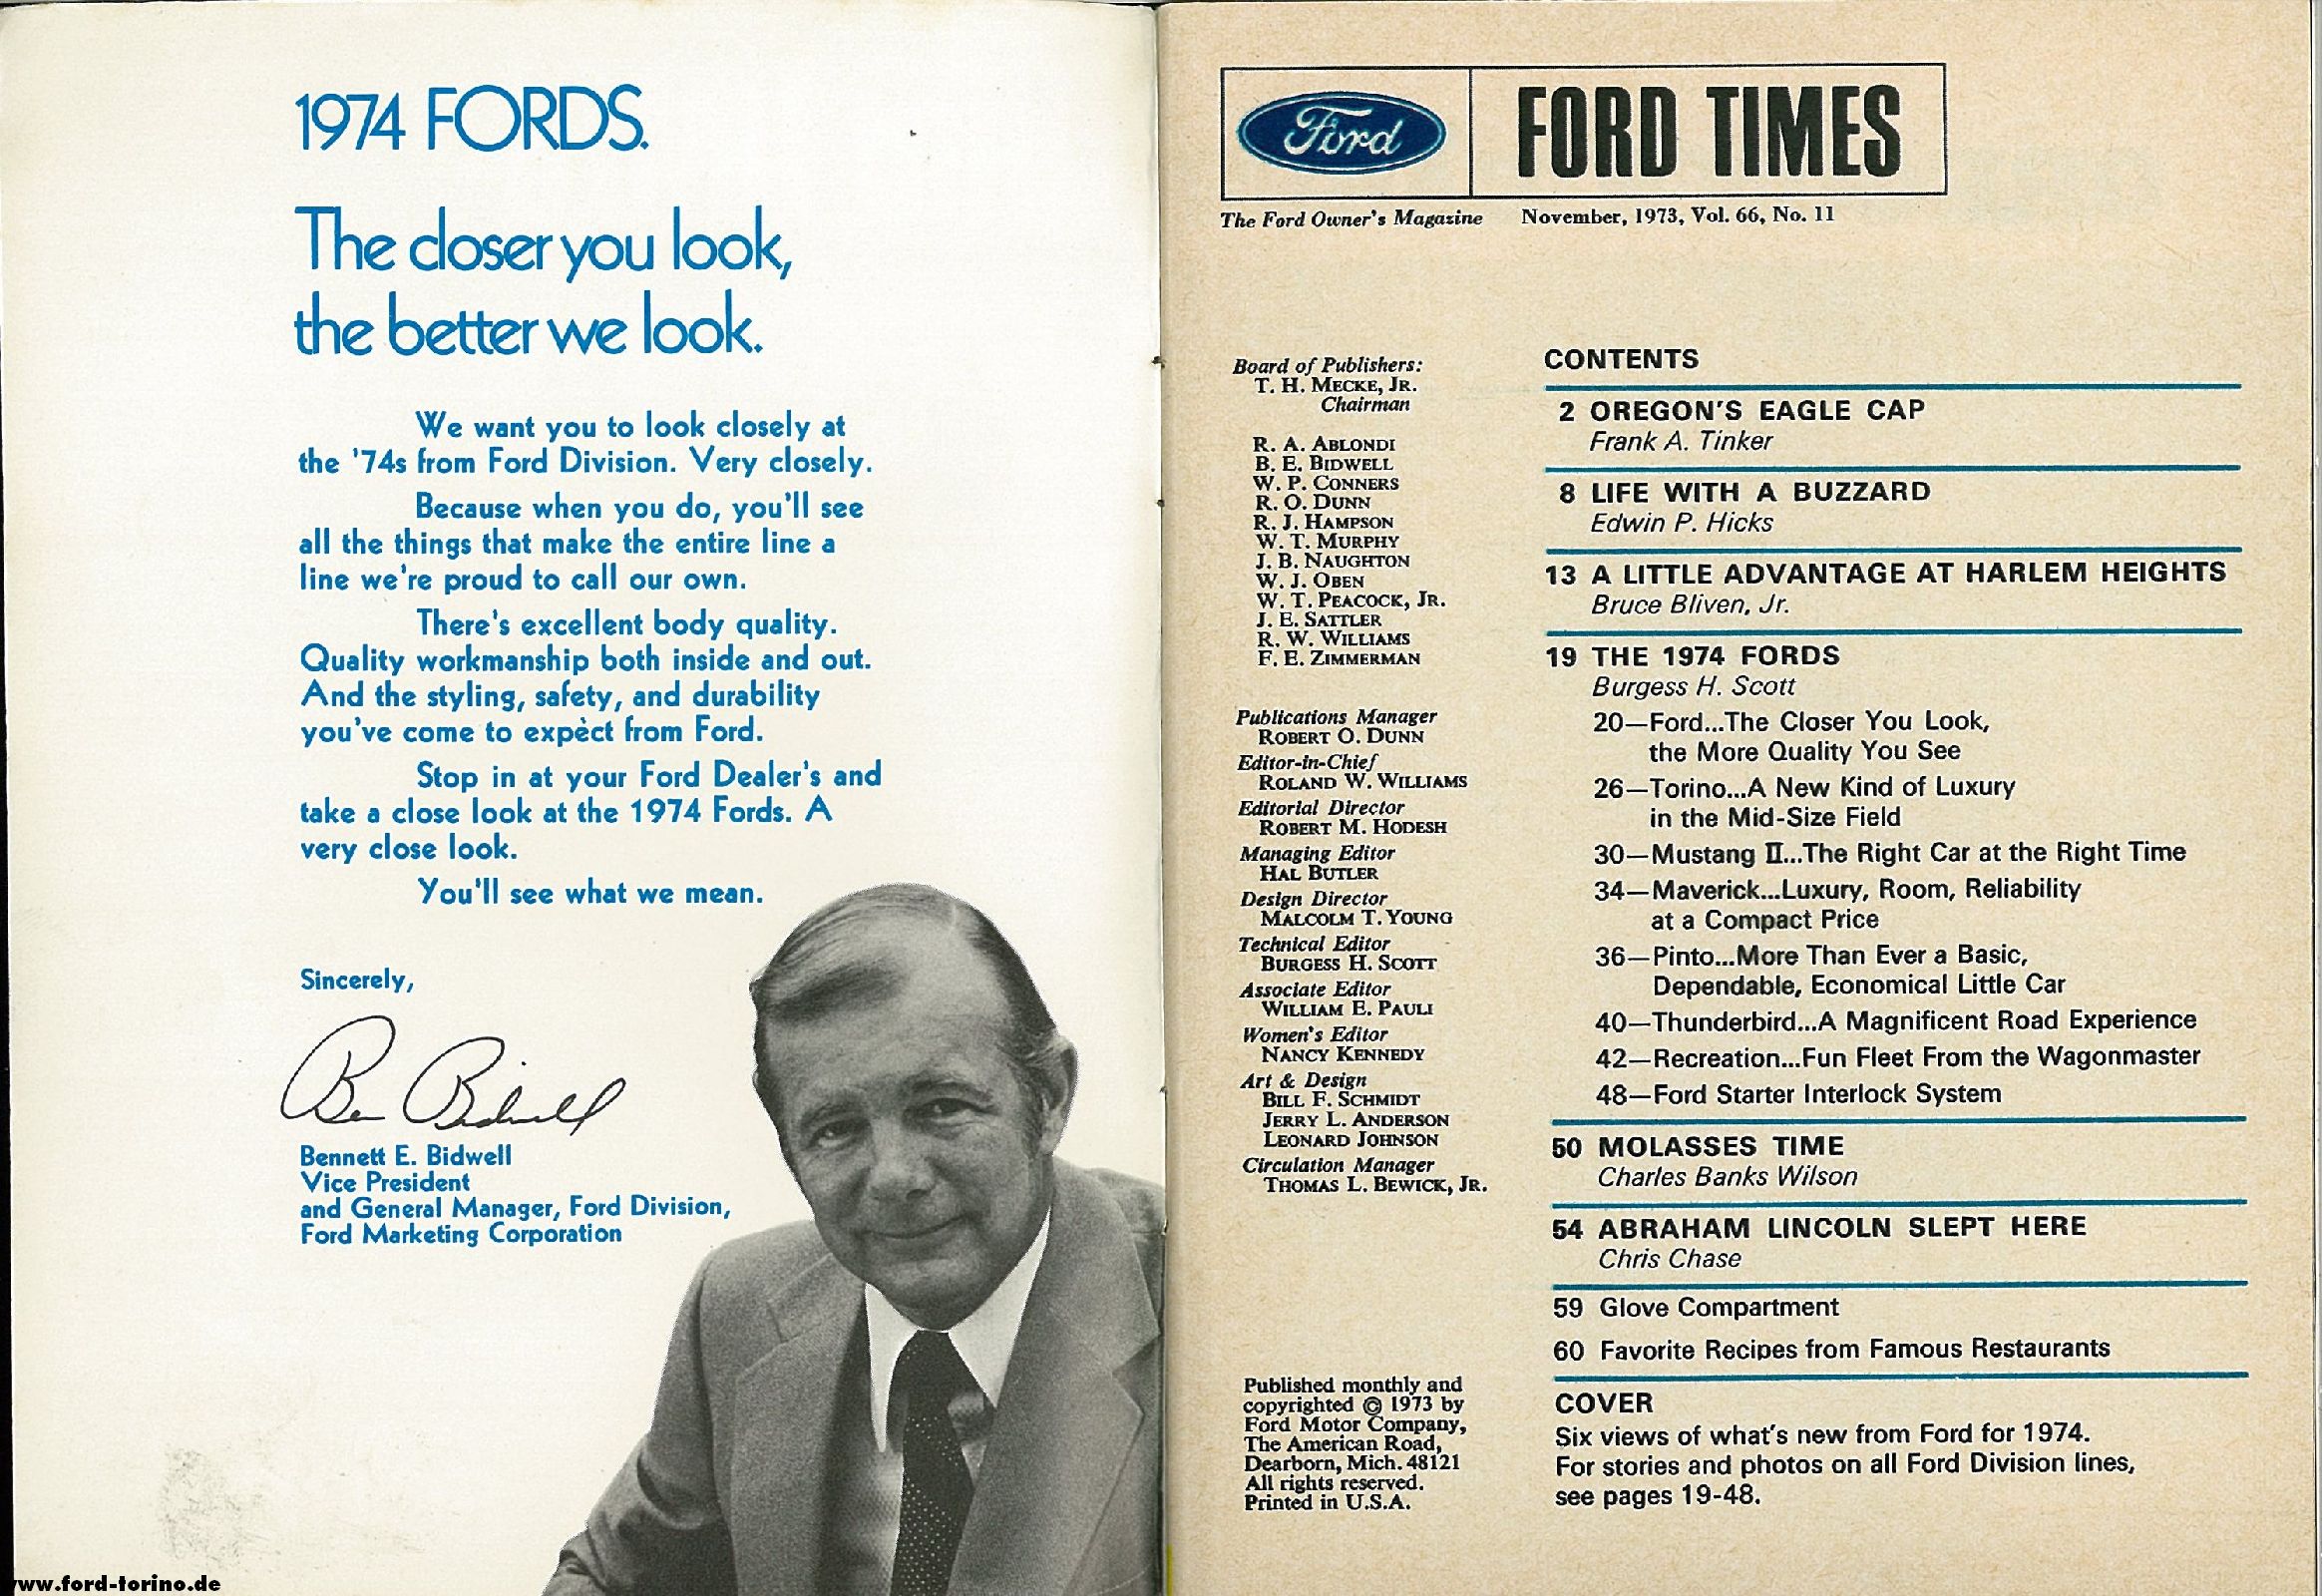 1974 FORDS.
The closer you look,
the better we look.
We want you to look closely at
the '74s from Ford Division. Very closely.
Because when you do, you'll see
all the things that make the entire line a
line we're proud to call our own.
There's excellent body quality.
Quality workmanship both inside and out.
And the styling, safety, and durability
you've come to expect from Ford.
Stop in at your Ford Dealer's and
take a close look at the 1974 Fords. A
very close look.
You'll see what we mean.
Sincerely,
Ben Bidwell
Bennett E. Bidwell
Vice President
and General Manager, Ford Division,
Ford Marketing Corporation
www.ford-torino.de
Ford
FORD TIMES
The Ford Owner's Magazine
November, 1973, Vol. 66, No. 11
Board of Publishers:
T. H. MECKE, JR.
Chairman
R. A. ABLONDI
B. E. BIDWELL
W. P. CONNERS
R. O. DUNN
R. J. HAMPSON
W. T. MURPHY
J. B. NAUGHTON
W. J. OBEN
W. T. PEACOCK, JR.
J. E. SATTLER
R. W. WILLIAMS
F. E. ZIMMERMAN
Publications Manager
ROBERT O. DUNN
Editor-in-Chief
ROLAND W. WILLIAMS
Editorial Director
ROBERT M. HODESH
Managing Editor
HAL BUTLER
Design Director
MALCOLM T. YOUNG
Technical Editor
BURGESS H. SCOTT
Associate Editor
WILLIAM E. PAULI
Women's Editor
NANCY KENNEDY
Art & Design
BILL F. SCHMIDT
JERRY L. ANDERSON
LEONARD JOHNSON
Circulation Manager
THOMAS L. BEWICK, JR.
Published monthly and
copyrighted © 1973 by
Ford Motor Company,
The American Road,
Dearborn, Mich. 48121
All rights reserved.
Printed in U.S.A.
CONTENTS
2 OREGON'S EAGLE CAP
Frank A. Tinker
8 LIFE WITH A BUZZARD
Edwin P. Hicks
13 A LITTLE ADVANTAGE AT HARLEM HEIGHTS
Bruce Bliven, Jr.
19 THE 1974 FORDS
Burgess H. Scott
20—Ford...The Closer You Look,
the More Quality You See
26—Torino...A New Kind of Luxury
in the Mid-Size Field
30—Mustang II...The Right Car at the Right Time
34—Maverick...Luxury, Room, Reliability
at a Compact Price
36—Pinto...More Than Ever a Basic,
Dependable, Economical Little Car
40—Thunderbird...A Magnificent Road Experience
42—Recreation...Fun Fleet From the Wagonmaster
48—Ford Starter Interlock System
50 MOLASSES TIME
Charles Banks Wilson
54 ABRAHAM LINCOLN SLEPT HERE
Chris Chase
59 Glove Compartment
60 Favorite Recipes from Famous Restaurants
COVER
Six views of what's new from Ford for 1974.
For stories and photos on all Ford Division lines,
see pages 19-48.